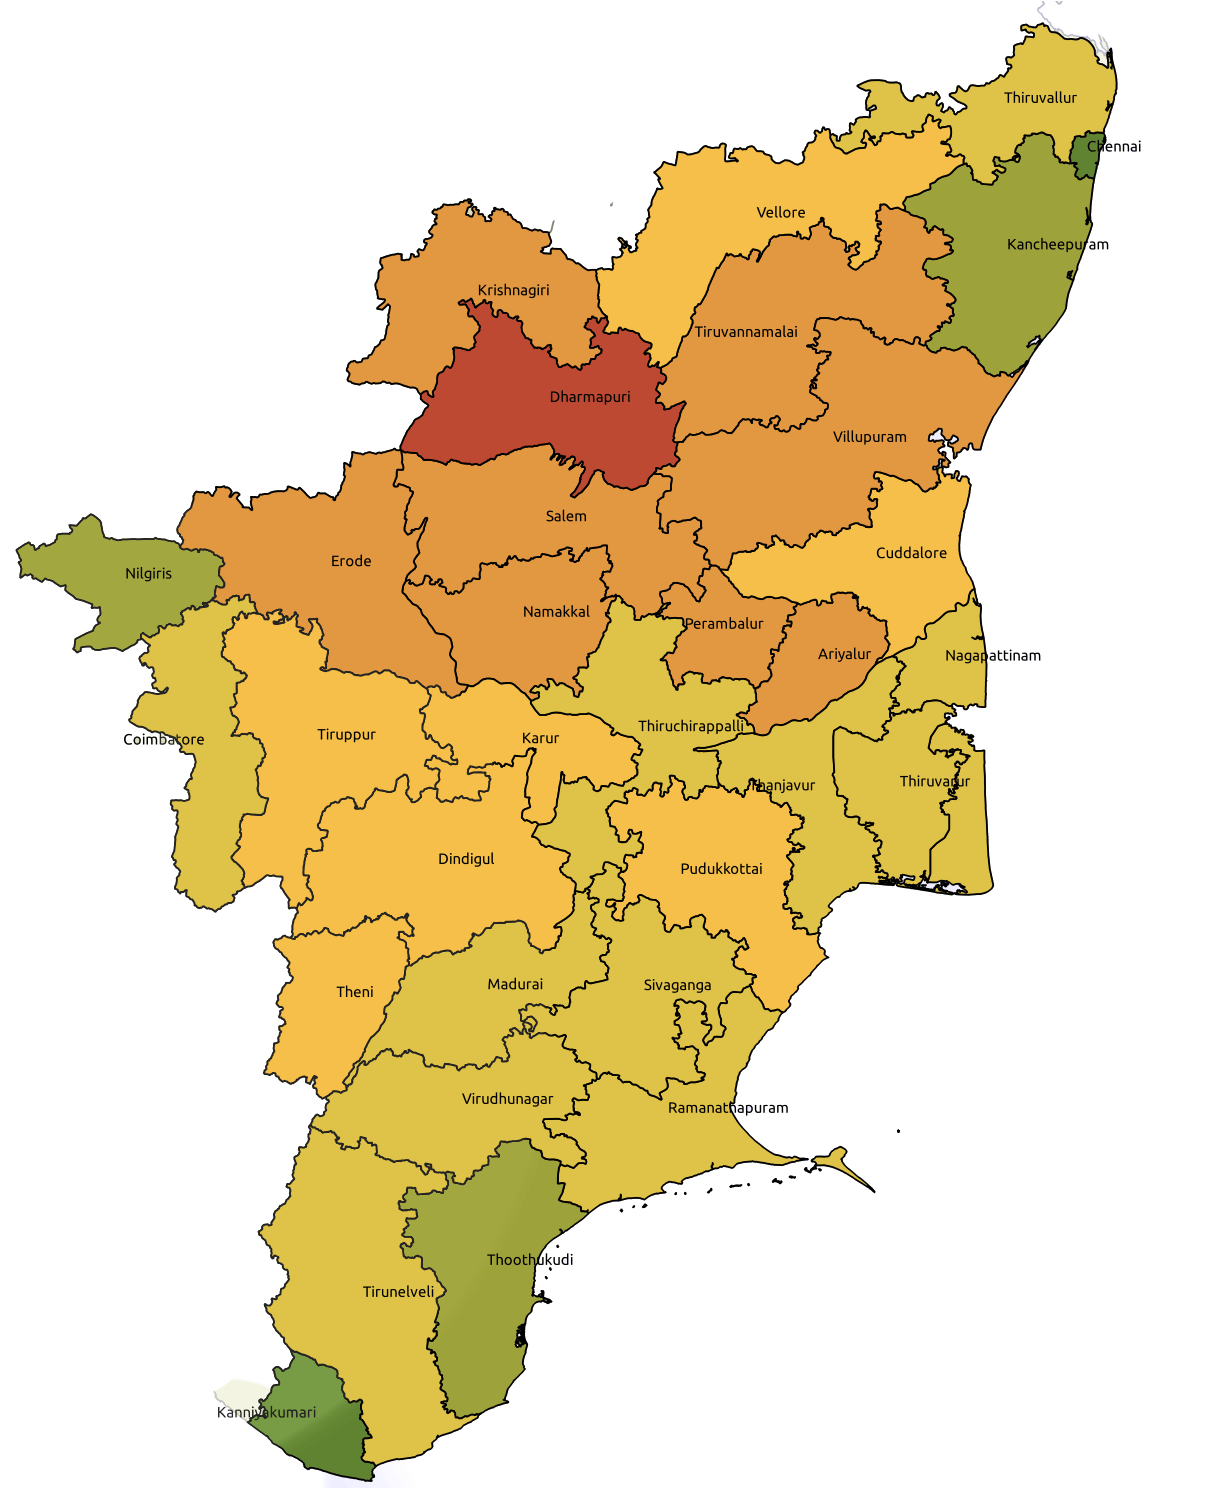 Thiruvallur
Chennai
Vellore
Kancheepuram
Krishnagiri
Tiruvannamalai
Dharmapuri
Villupuram
Salem
Cuddalore
Erode
Nilgiris
Namakkal
Perambalur
Ariyalur
Nagapattinam
Thiruchirappalli
Tiruppur
Karur
Coimbatore
Thanjavur
Thiruvarur
Dindigul
Pudukkottai
Madurai
Sivaganga
Theni
Virudhunagar
Ramanathapuram
Thoothukudi
Tirunelveli
Kanniyakumari